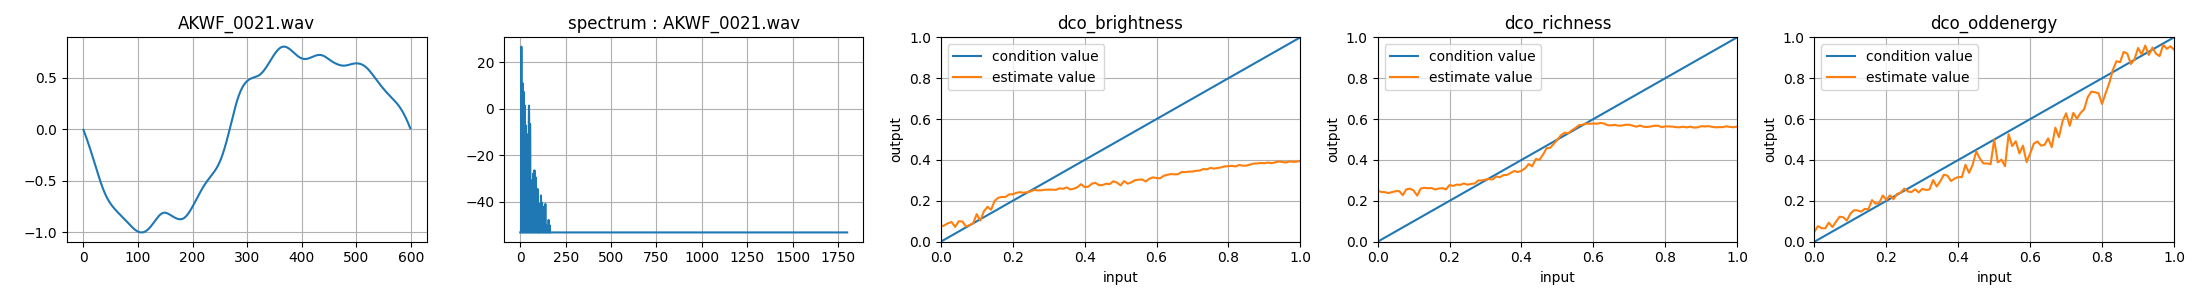 AKWF_0021.wav
0.5
0.0
−0.5
−1.0
0 100 200 300 400 500 600
spectrum : AKWF_0021.wav
20
0
−20
−40
0 250 500 750 1000 1250 1500 1750
dco_brightness
condition value
estimate value
output
1.0
0.8
0.6
0.4
0.2
0.0
0.0 0.2 0.4 0.6 0.8 1.0
input
dco_richness
condition value
estimate value
output
1.0
0.8
0.6
0.4
0.2
0.0
0.0 0.2 0.4 0.6 0.8 1.0
input
dco_oddenergy
condition value
estimate value
output
1.0
0.8
0.6
0.4
0.2
0.0
0.0 0.2 0.4 0.6 0.8 1.0
input